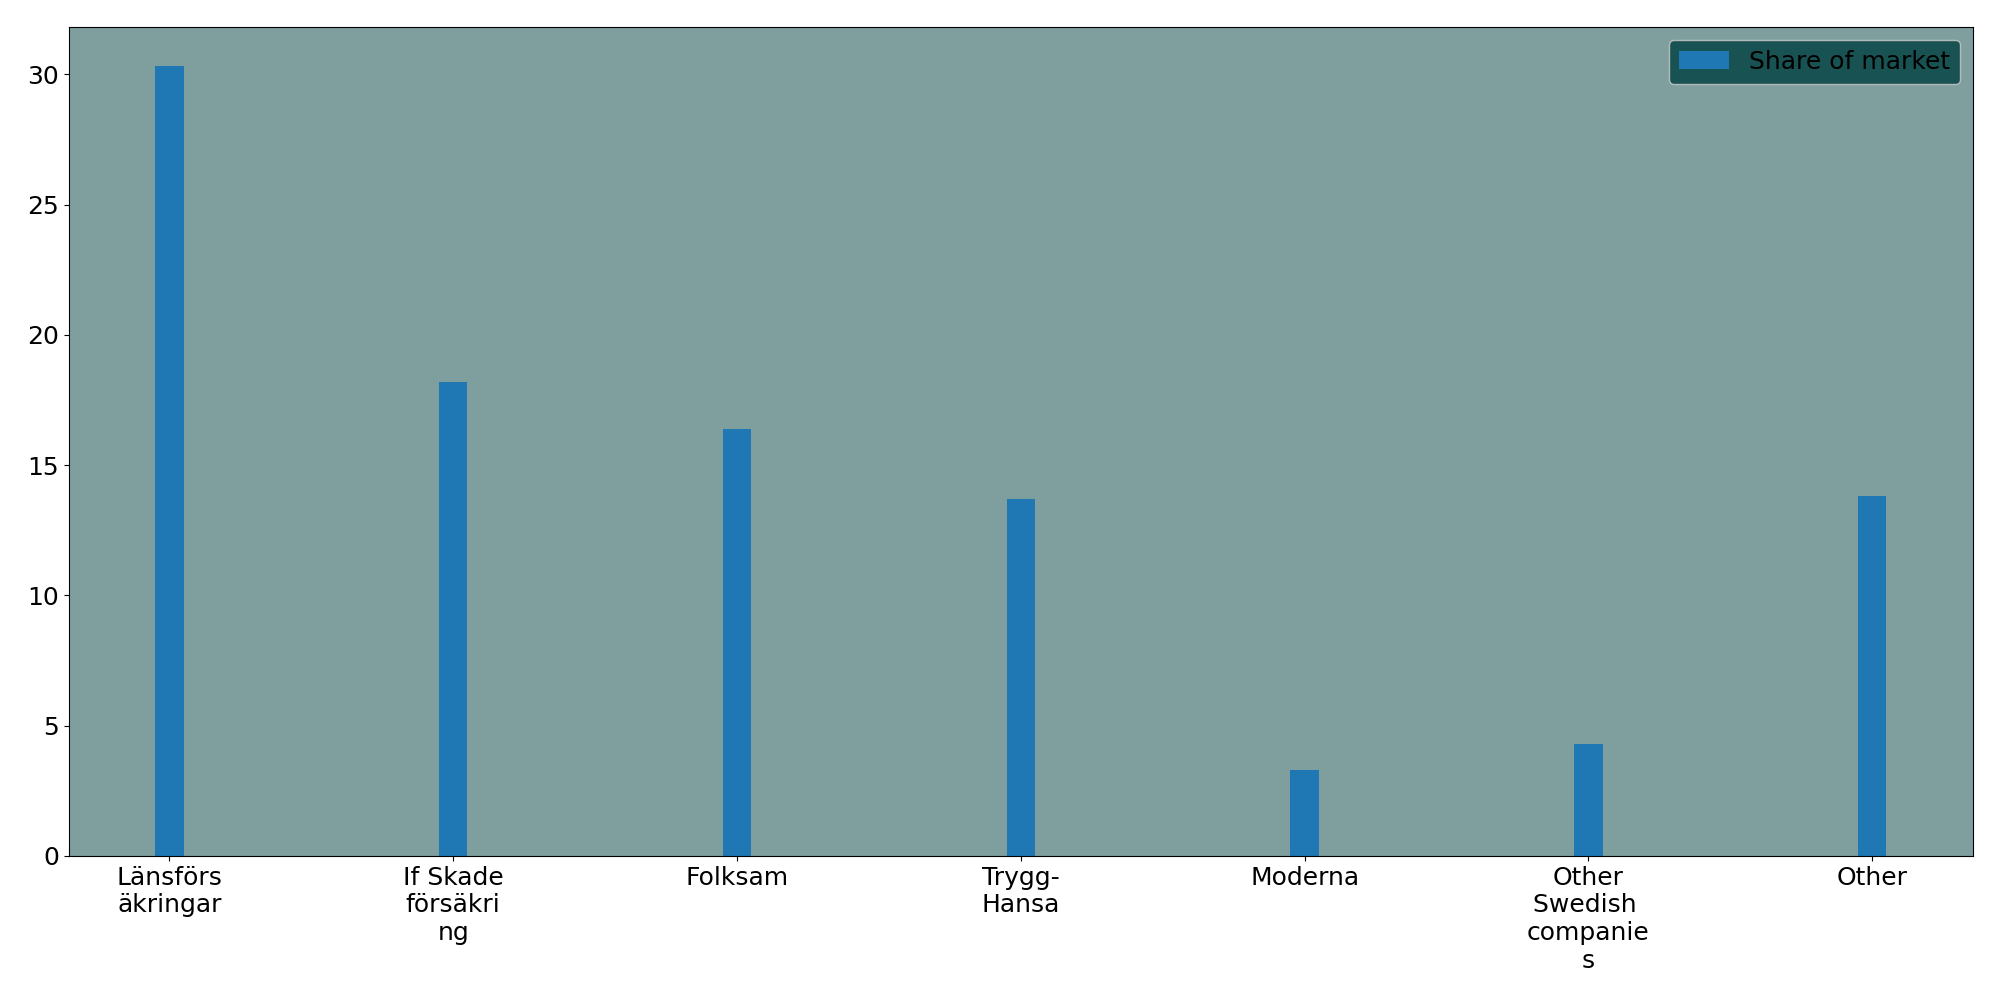 Share of market
30
25
20
15
10
5
0
Länsförs
äkringar
If Skade
försäkri
ng
Folksam
Trygg-
Hansa
Moderna
Other
Swedish
companie
s
Other